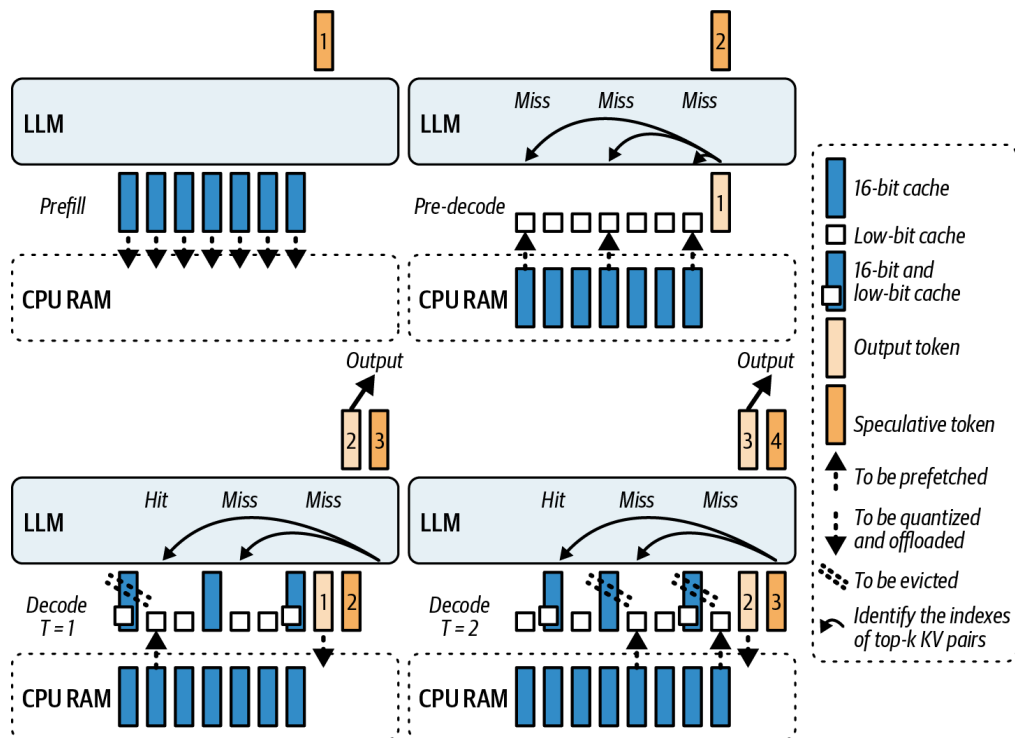 1
LLM
Prefill
CPU RAM
2
Miss Miss Miss
LLM
Pre-decode
1
CPU RAM
Output
2 3
Hit Miss Miss
LLM
Decode
T = 1
1 2
CPU RAM
Output
3 4
Hit Miss Miss
LLM
Decode
T = 2
2 3
CPU RAM
16-bit cache
Low-bit cache
16-bit and
low-bit cache
Output token
Speculative token
To be prefetched
To be quantized
and offloaded
To be evicted
Identify the indexes
of top-k KV pairs